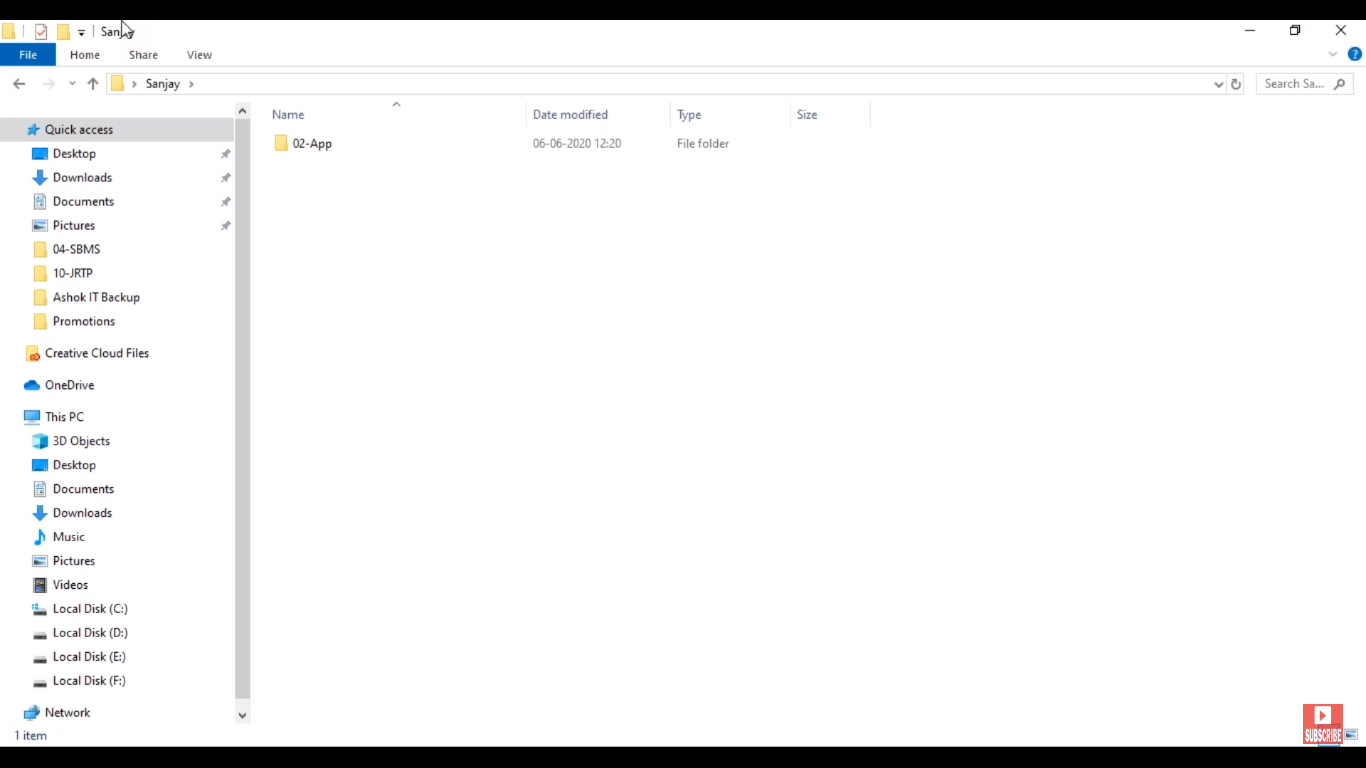 Sanjay
File Home Share View
Sanjay
Search Sa...
Name Date modified Type Size
02-App 06-06-2020 12:20 File folder
Quick access
Desktop
Downloads
Documents
Pictures
04-SBMS
10-JRTP
Ashok IT Backup
Promotions
Creative Cloud Files
OneDrive
This PC
3D Objects
Desktop
Documents
Downloads
Music
Pictures
Videos
Local Disk (C:)
Local Disk (D:)
Local Disk (E:)
Local Disk (F:)
Network
1 item
SUBSCRIBE